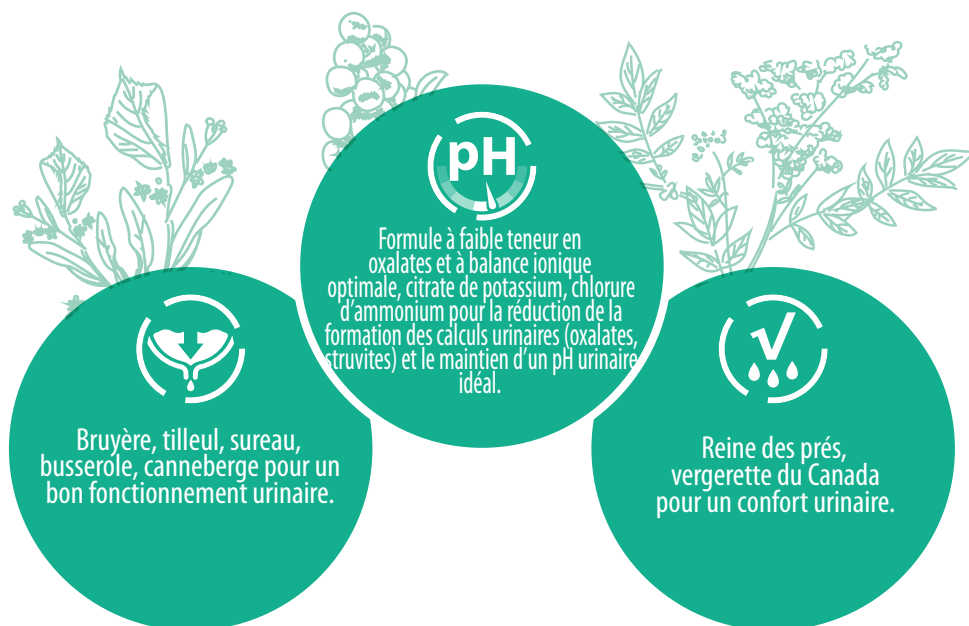 pH
Formule à faible teneur en
oxalates et à balance ionique
optimale, citrate de potassium, chlorure
d'ammonium pour la réduction de la
formation des calculs urinaires (oxalates,
struvites) et le maintien d'un pH urinaire
idéal.
Bruyère, tilleul, sureau,
busserole, canneberge pour un
bon fonctionnement urinaire.
Reine des prés,
vergerette du Canada
pour un confort urinaire.